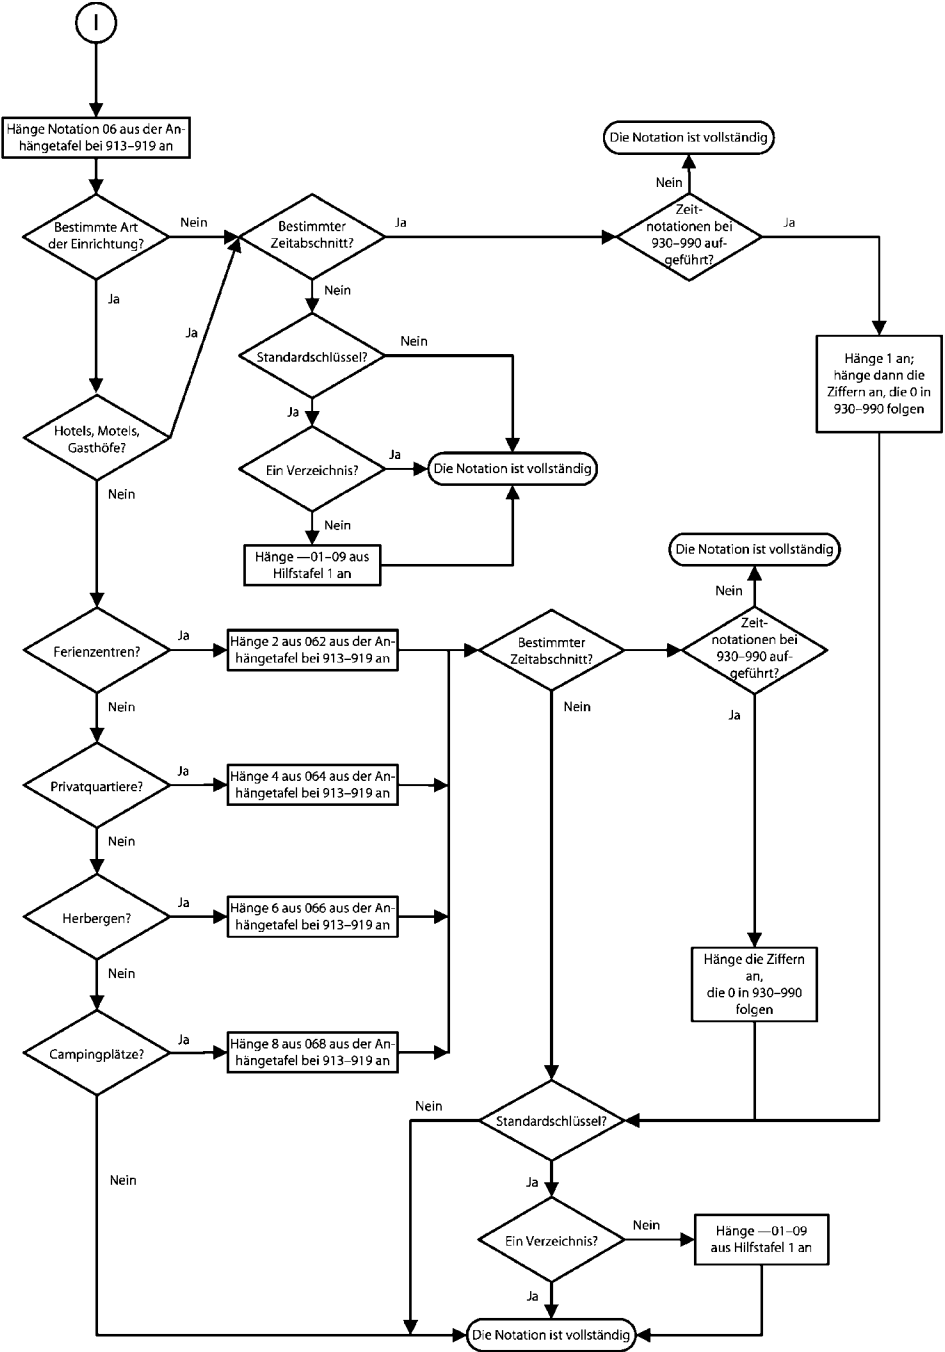 I
Hänge Notation 06 aus der An-
hängetafel bei 913–919 an
Bestimmte Art
der Einrichtung?
Nein
Ja
Bestimmter
Zeitabschnitt?
Ja
Nein
Die Notation ist vollständig
Nein
Zeit-
notationen bei
930–990 auf-
geführt?
Ja
Hänge 1 an;
hänge dann die
Ziffern an, die 0 in
930–990 folgen
Standardschlüssel?
Nein
Ja
Ein Verzeichnis?
Ja
Die Notation ist vollständig
Nein
Hänge —01–09 aus
Hilfstafel 1 an
Hotels, Motels,
Gasthöfe?
Ja
Nein
Ferienzentren?
Ja
Hänge 2 aus 062 aus der An-
hängetafel bei 913–919 an
Nein
Bestimmter
Zeitabschnitt?
Nein
Die Notation ist vollständig
Nein
Zeit-
notationen bei
930–990 auf-
geführt?
Ja
Privatquartiere?
Ja
Hänge 4 aus 064 aus der An-
hängetafel bei 913–919 an
Nein
Herbergen?
Ja
Hänge 6 aus 066 aus der An-
hängetafel bei 913–919 an
Nein
Hänge die Ziffern
an,
die 0 in 930–990
folgen
Campingplätze?
Ja
Hänge 8 aus 068 aus der An-
hängetafel bei 913–919 an
Nein
Standardschlüssel?
Nein
Ja
Ein Verzeichnis?
Nein
Hänge —01–09
aus Hilfstafel 1 an
Ja
Die Notation ist vollständig